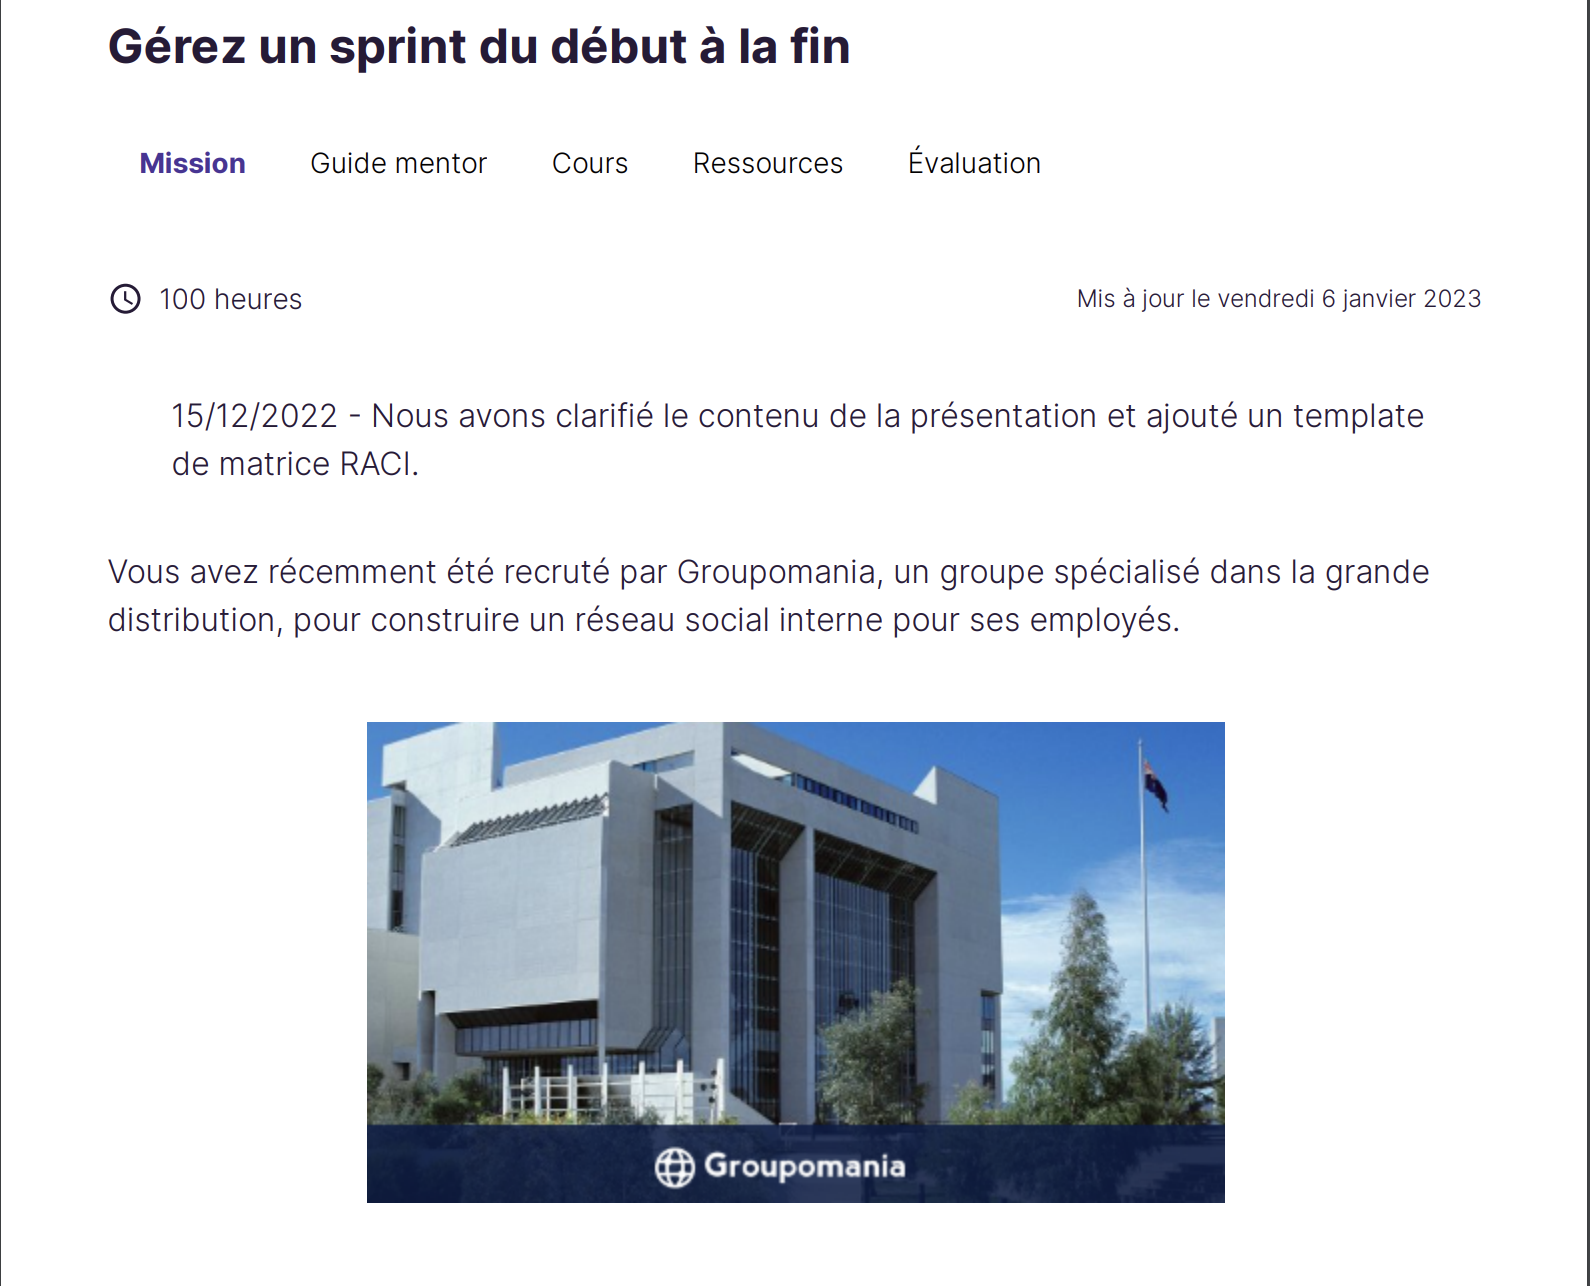 Gérez un sprint du début à la fin
Mission Guide mentor Cours Ressources Évaluation
100 heures Mis à jour le vendredi 6 janvier 2023
15/12/2022 - Nous avons clarifié le contenu de la présentation et ajouté un template
de matrice RACI.
Vous avez récemment été recruté par Groupomania, un groupe spécialisé dans la grande
distribution, pour construire un réseau social interne pour ses employés.
Groupomania